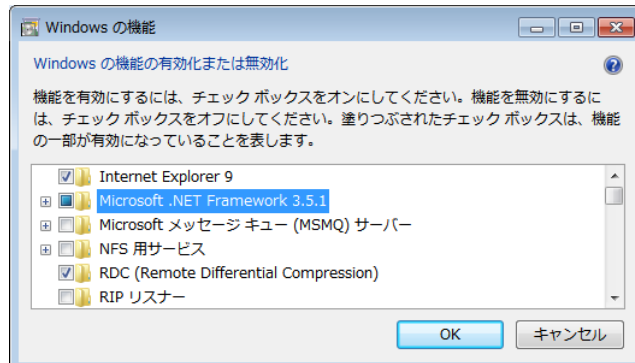 Windows の機能
Windows の機能の有効化または無効化
機能を有効にするには、チェック ボックスをオンにしてください。機能を無効にするに
は、チェック ボックスをオフにしてください。塗りつぶされたチェック ボックスは、機能
の一部が有効になっていることを表します。
Internet Explorer 9
Microsoft .NET Framework 3.5.1
Microsoft メッセージ キュー (MSMQ) サーバー
NFS 用サービス
RDC (Remote Differential Compression)
RIP リスナー
OK キャンセル